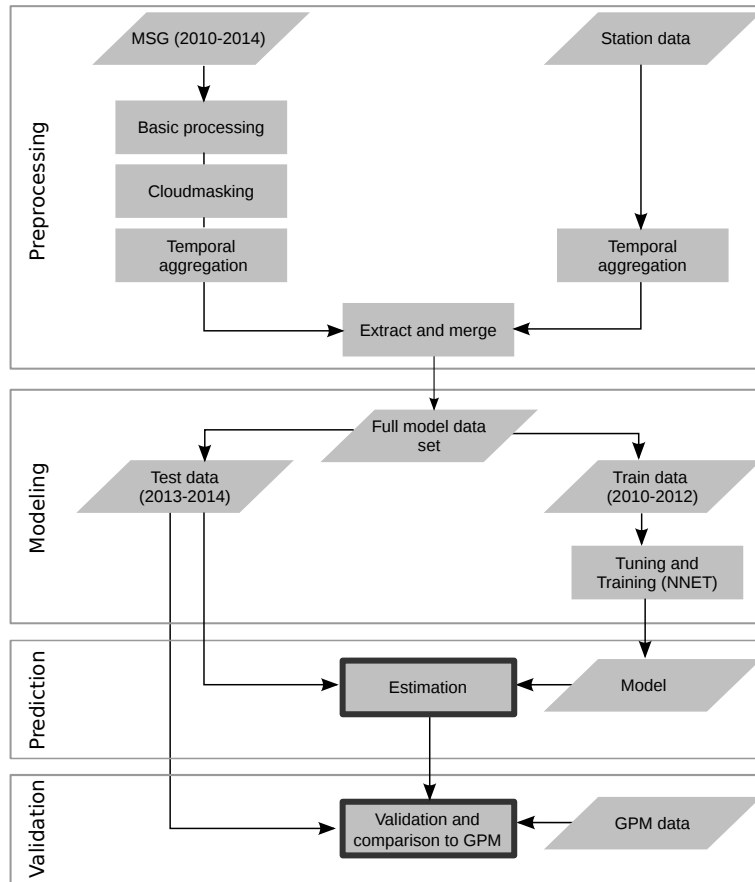 Preprocessing
MSG (2010-2014)
Station data
Basic processing
Cloudmasking
Temporal
aggregation
Temporal
aggregation
Extract and merge
Modeling
Full model data
set
Test data
(2013-2014)
Train data
(2010-2012)
Tuning and
Training (NNET)
Prediction
Estimation
Model
Validation
Validation and
comparison to GPM
GPM data